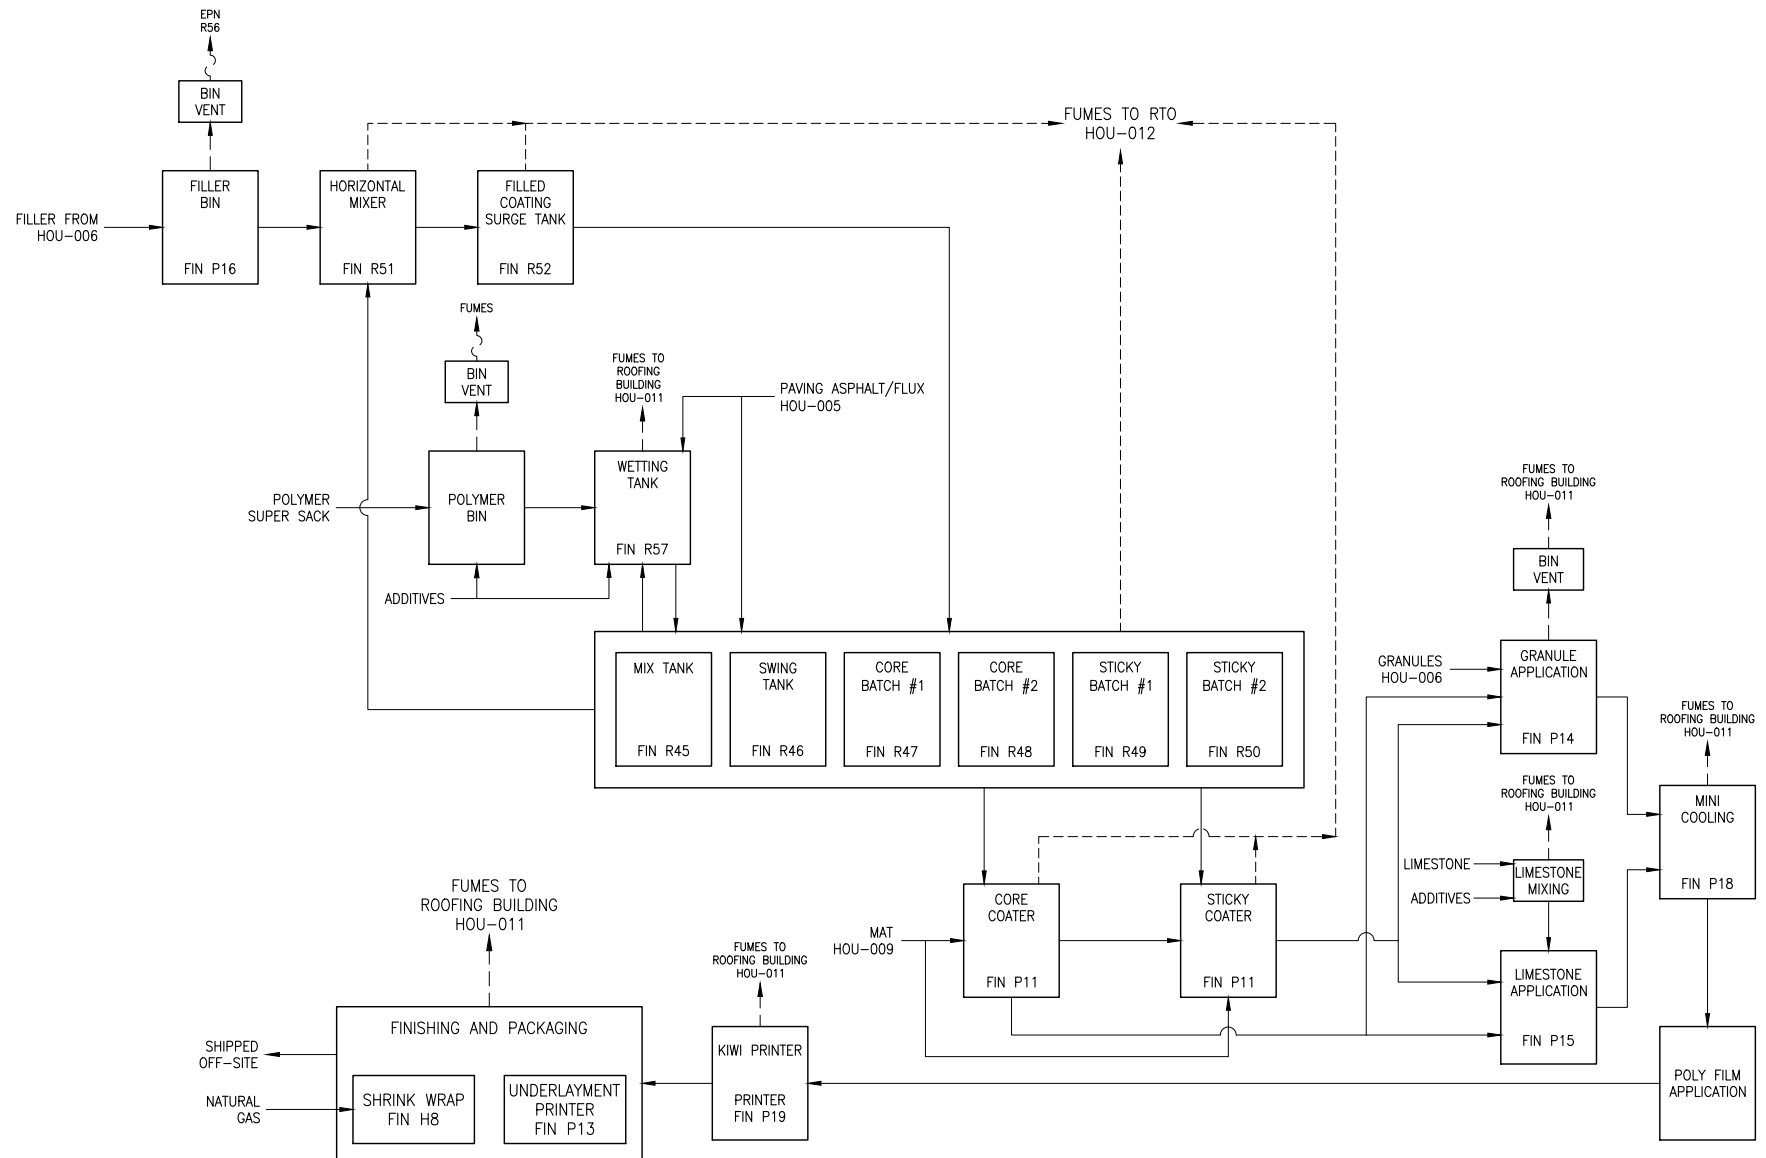 EPN
R56
BIN
VENT
FUMES TO RTO
HOU-012
FILLER
BIN
FIN P16
HORIZONTAL
MIXER
FIN R51
FILLED
COATING
SURGE TANK
FIN R52
FILLER FROM
HOU-006
FUMES
BIN
VENT
FUMES TO
ROOFING
BUILDING
HOU-011
PAVING ASPHALT/FLUX
HOU-005
POLYMER
SUPER SACK
POLYMER
BIN
WETTING
TANK
FIN R57
ADDITIVES
FUMES TO
ROOFING BUILDING
HOU-011
BIN
VENT
MIX TANK
FIN R45
SWING
TANK
FIN R46
CORE
BATCH #1
FIN R47
CORE
BATCH #2
FIN R48
STICKY
BATCH #1
FIN R49
STICKY
BATCH #2
FIN R50
GRANULES
HOU-006
GRANULE
APPLICATION
FIN P14
FUMES TO
ROOFING BUILDING
HOU-011
FUMES TO
ROOFING BUILDING
HOU-011
MINI
COOLING
FIN P18
LIMESTONE
ADDITIVES
LIMESTONE
MIXING
FUMES TO
ROOFING BUILDING
HOU-011
MAT
HOU-009
CORE
COATER
FIN P11
STICKY
COATER
FIN P11
LIMESTONE
APPLICATION
FIN P15
FUMES TO
ROOFING BUILDING
HOU-011
FINISHING AND PACKAGING
SHIPPED
OFF-SITE
NATURAL
GAS
SHRINK WRAP
FIN H8
UNDERLAYMENT
PRINTER
FIN P13
KIWI PRINTER
PRINTER
FIN P19
POLY FILM
APPLICATION